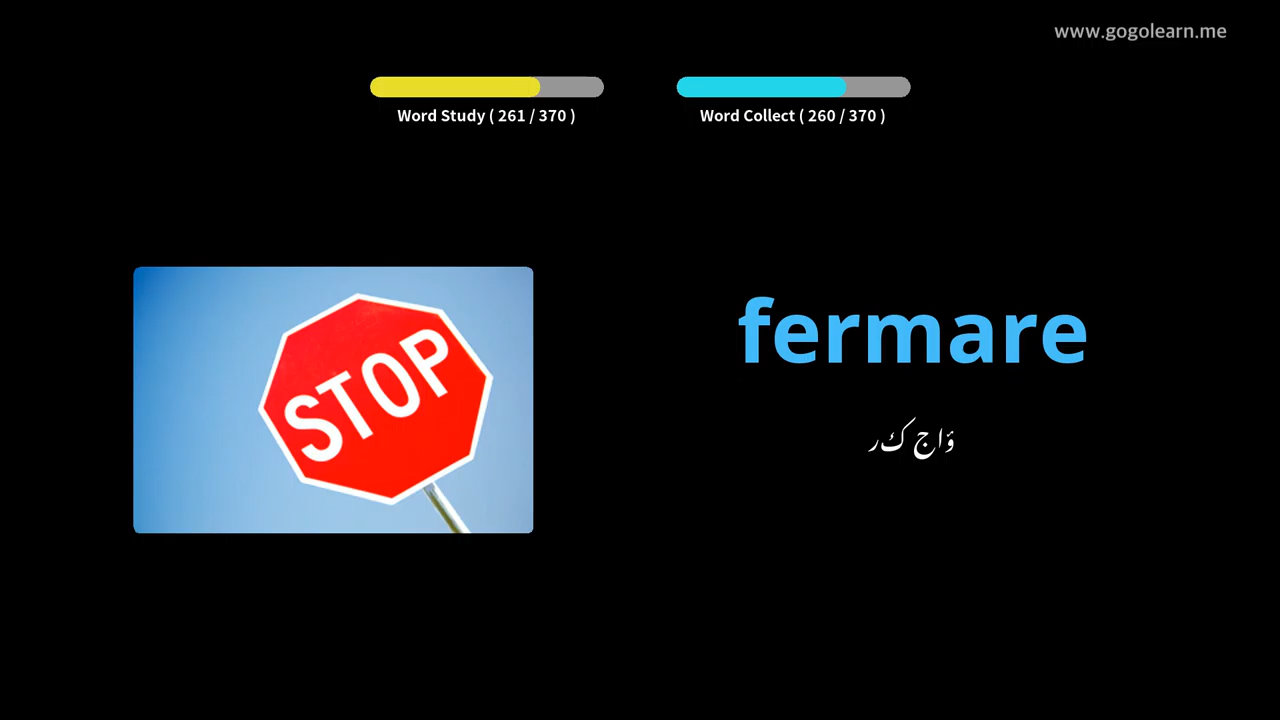 www.gogolearn.me
Word Study ( 261 / 370 )
Word Collect ( 260 / 370 )
STOP
fermare
ؤاج کر